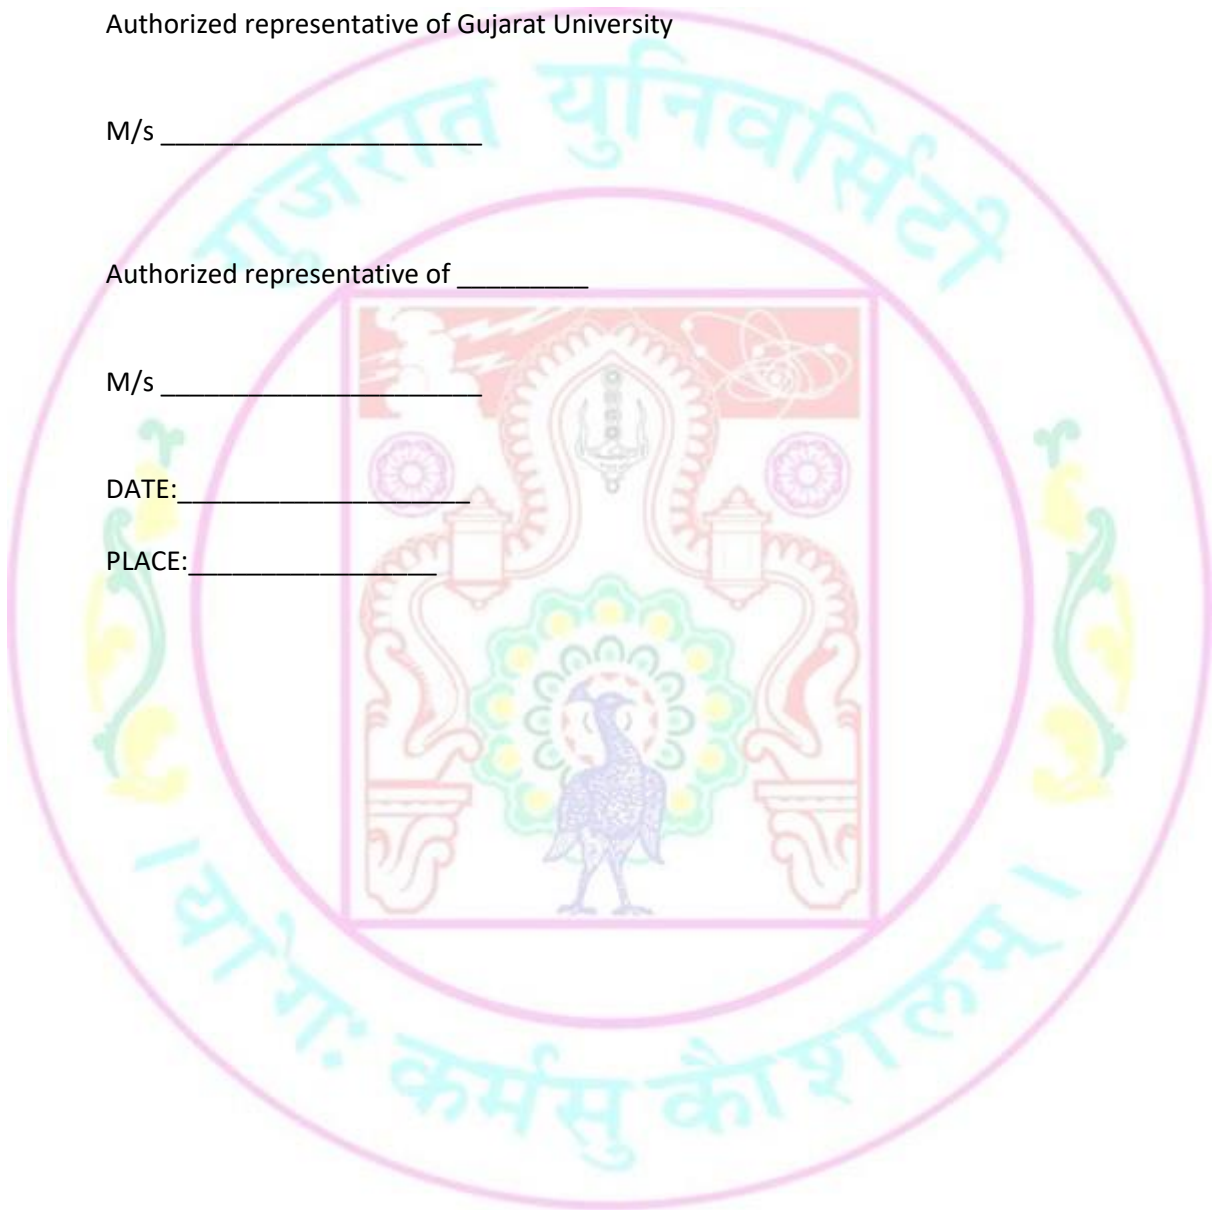 Authorized representative of Gujarat University
M/s ______________________
Authorized representative of _________
M/s ______________________
DATE:____________________
PLACE:_________________
गुजरात युनिवर्सिटी
। योगः कर्मसु कौशलम् ।